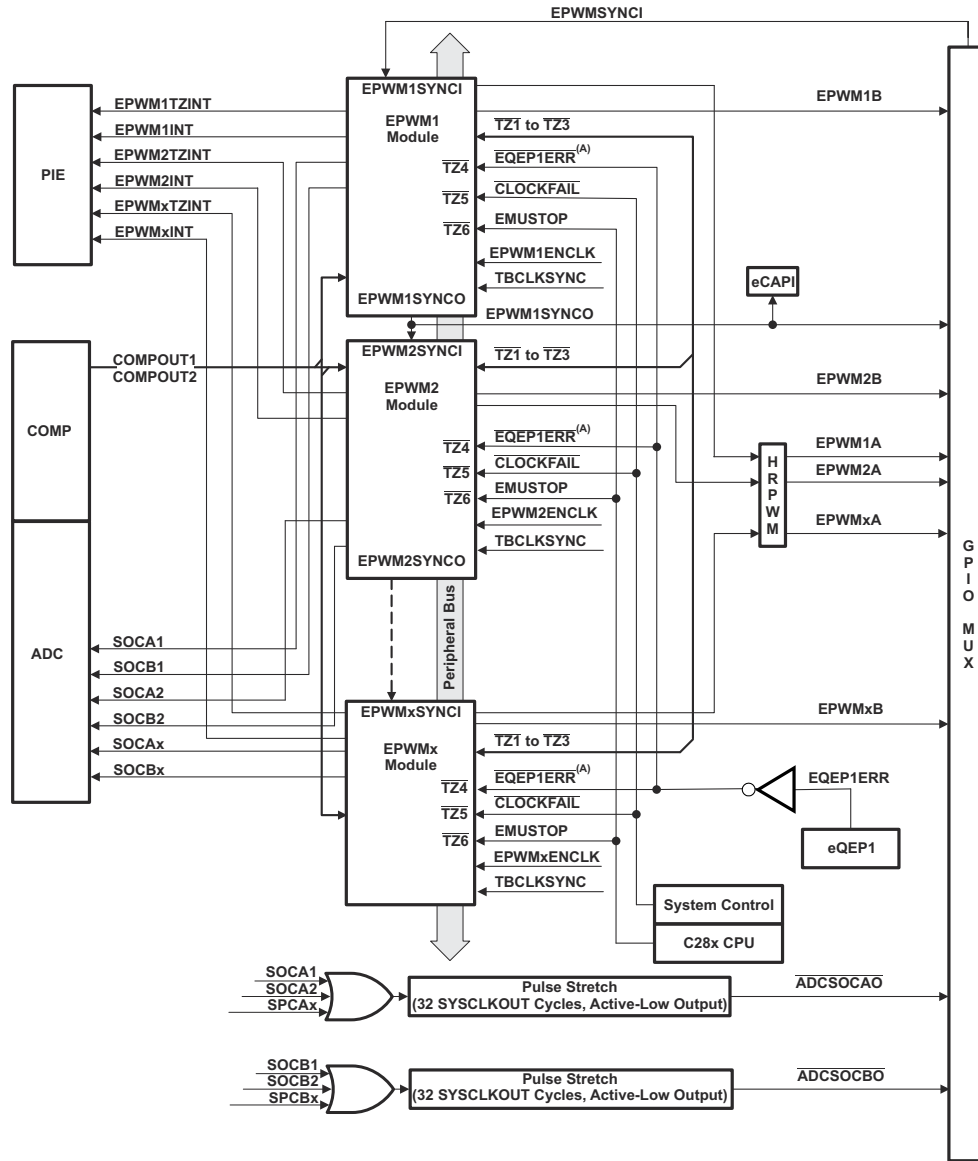 EPWMSYNCI
EPWM1SYNCI
EPWM1
Module
EPWM1TZINT
EPWM1INT
EPWM2TZINT
EPWM2INT
EPWMxTZINT
EPWMxINT
PIE
EPWM1B
TZ1 to TZ3
TZ4
EQEP1ERR(A)
TZ5
CLOCKFAIL
TZ6
EMUSTOP
EPWM1ENCLK
TBCLKSYNC
EPWM1SYNCO
eCAPI
EPWM1SYNCO
COMPOUT1
COMPOUT2
COMP
EPWM2SYNCI
EPWM2
Module
TZ1 to TZ3
EPWM2B
TZ4
EQEP1ERR(A)
TZ5
CLOCKFAIL
TZ6
EMUSTOP
EPWM2ENCLK
TBCLKSYNC
EPWM2SYNCO
HRPWM
EPWM1A
EPWM2A
EPWMxA
GPIO MUX
Peripheral Bus
ADC
SOCA1
SOCB1
SOCA2
SOCB2
SOCAx
SOCBx
EPWMxSYNCI
EPWMx
Module
EPWMxB
TZ1 to TZ3
TZ4
EQEP1ERR(A)
TZ5
CLOCKFAIL
TZ6
EMUSTOP
EPWMxENCLK
TBCLKSYNC
EQEP1ERR
eQEP1
System Control
C28x CPU
SOCA1
SOCA2
SPCAx
Pulse Stretch
(32 SYSCLKOUT Cycles, Active-Low Output)
ADCSOCAO
SOCB1
SOCB2
SPCBx
Pulse Stretch
(32 SYSCLKOUT Cycles, Active-Low Output)
ADCSOCBO